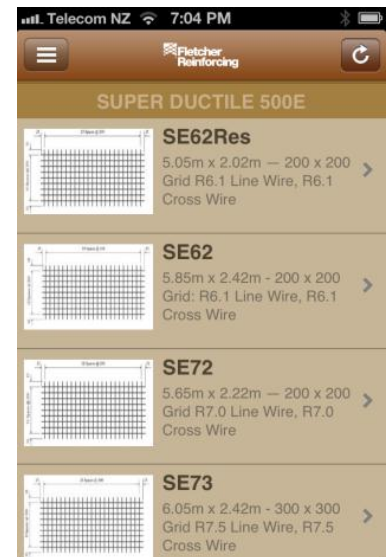 Telecom NZ 7:04 PM
Fletcher
Reinforcing
SUPER DUCTILE 500E
SE62Res
5.05m x 2.02m — 200 x 200
Grid R6.1 Line Wire, R6.1
Cross Wire
SE62
5.85m x 2.42m - 200 x 200
Grid: R6.1 Line Wire, R6.1
Cross Wire
SE72
5.65m x 2.22m — 200 x 200
Grid R7.0 Line Wire, R7.0
Cross Wire
SE73
6.05m x 2.42m - 300 x 300
Grid R7.5 Line Wire, R7.5
Cross Wire